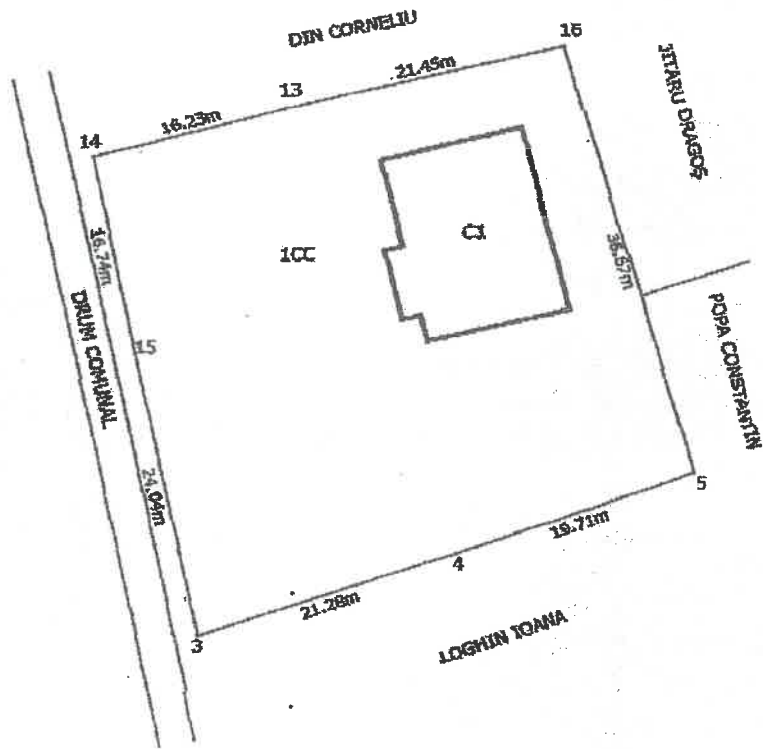 DIN CORNELIU
16
21.45m
13
16.23m
14
JITARU DRAGOŞ
16.74m
1CC
C1
36.67m
DRUM COMUNAL
15
POPA CONSTANTIN
24.04m
5
19.71m
4
21.28m
3
LOGHIN IOANA